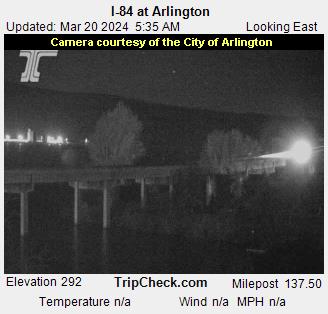 I-84 at Arlington
Updated: Mar 20 2024 5:35 AM Looking East
Camera courtesy of the City of Arlington
Elevation 292 TripCheck.com Milepost 137.50
Temperature n/a Wind n/a MPH n/a